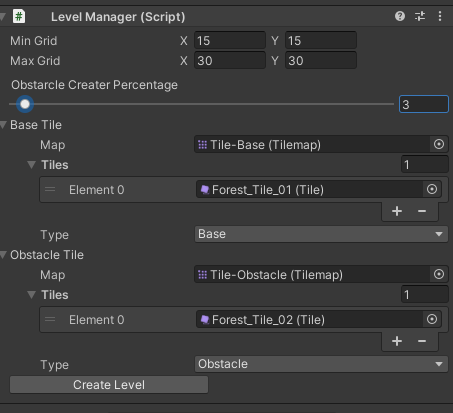 # Level Manager (Script)
Min Grid X 15 Y 15
Max Grid X 30 Y 30
Obstarcle Creater Percentage
3
Base Tile
Map Tile-Base (Tilemap)
Tiles 1
Element 0 Forest_Tile_01 (Tile)
+ −
Type Base
Obstacle Tile
Map Tile-Obstacle (Tilemap)
Tiles 1
Element 0 Forest_Tile_02 (Tile)
+ −
Type Obstacle
Create Level